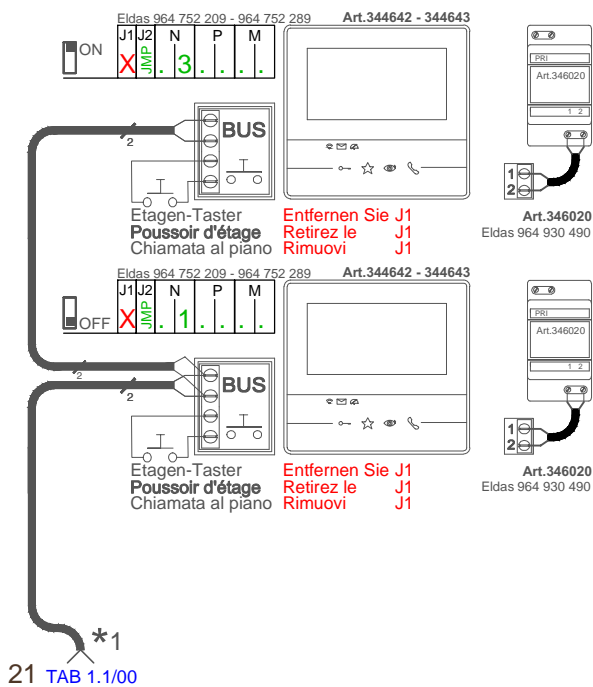 Eldas 964 752 209 - 964 752 289 Art.344642 - 344643
ON
J1 J2 N P M
X JMP . 3 . . . .
PRI
Art.346020
1 2
BUS
2
1
2
Etagen-Taster Entfernen Sie J1
Poussoir d'étage Retirez le J1
Chiamata al piano Rimuovi J1
Art.346020
Eldas 964 930 490
Eldas 964 752 209 - 964 752 289 Art.344642 - 344643
OFF
J1 J2 N P M
X JMP . 1 . . . .
PRI
Art.346020
1 2
BUS
2
2
1
2
Etagen-Taster Entfernen Sie J1
Poussoir d'étage Retirez le J1
Chiamata al piano Rimuovi J1
Art.346020
Eldas 964 930 490
*1
21 TAB 1.1/00